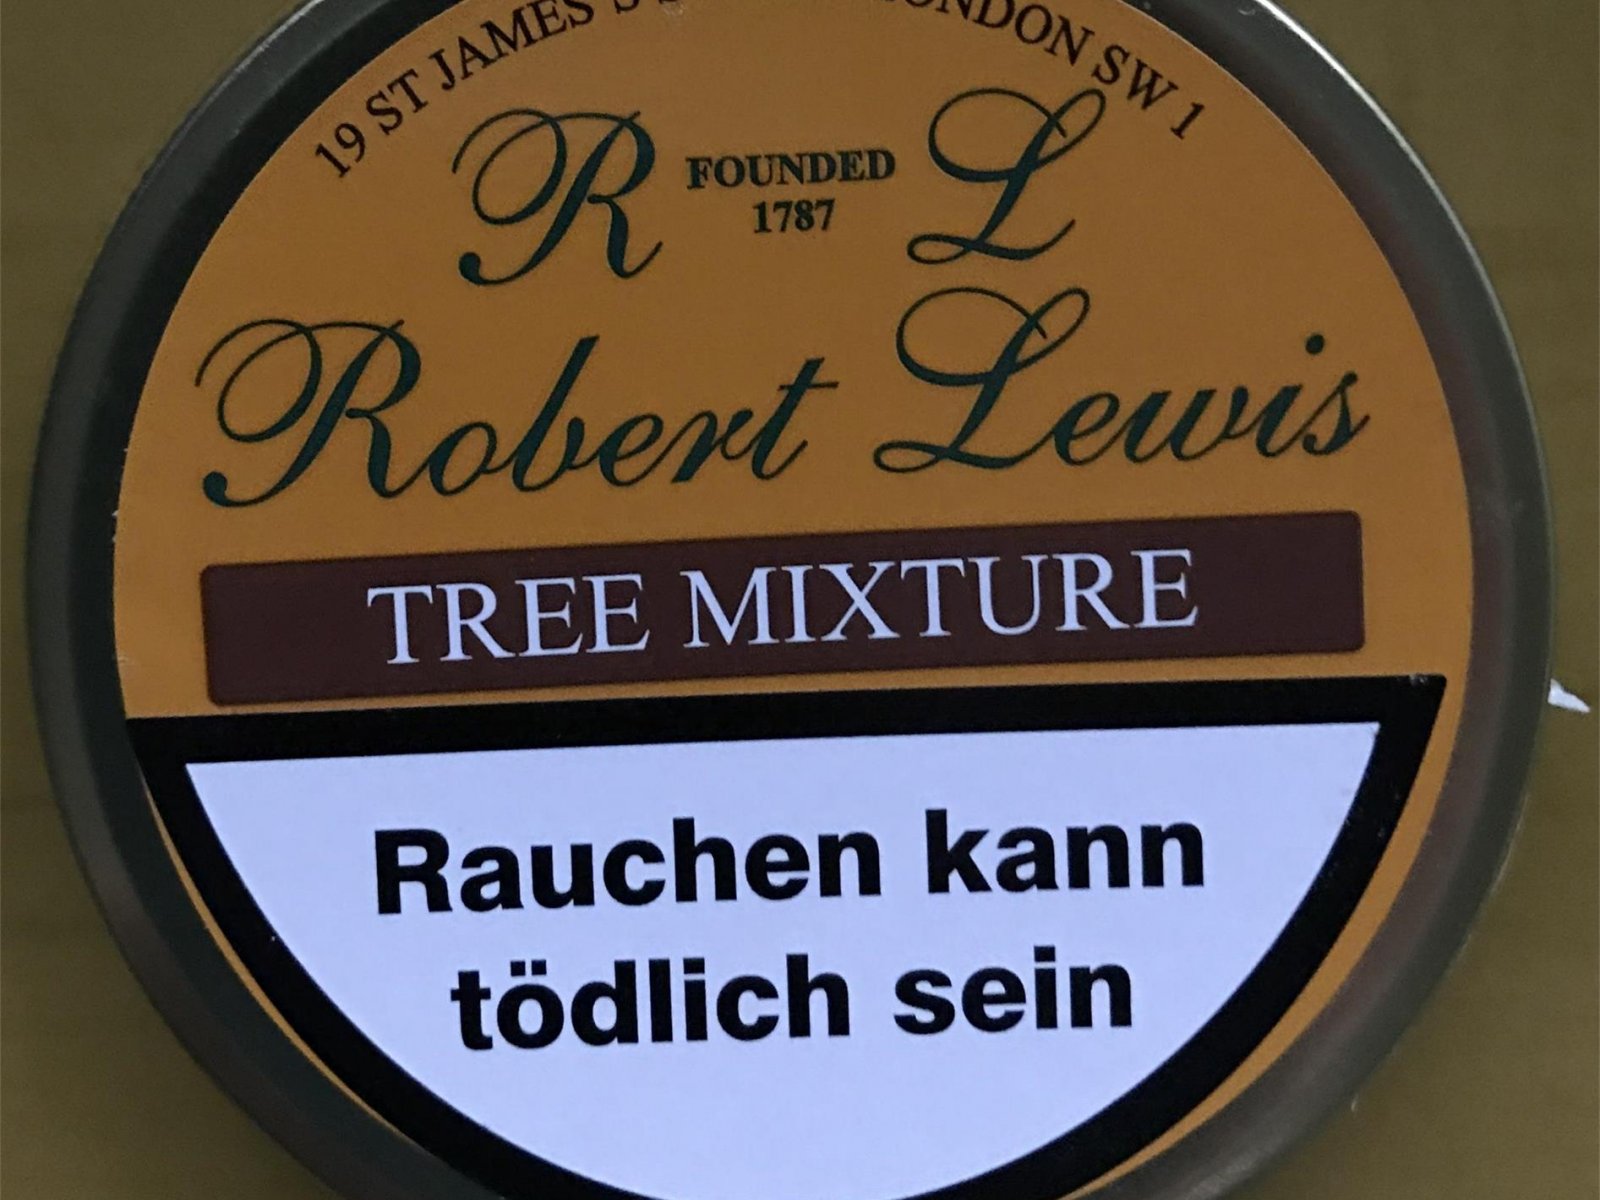 19 ST JAMES'S LONDON SW 1
R FOUNDED L
1787
Robert Lewis
TREE MIXTURE
Rauchen kann
tödlich sein